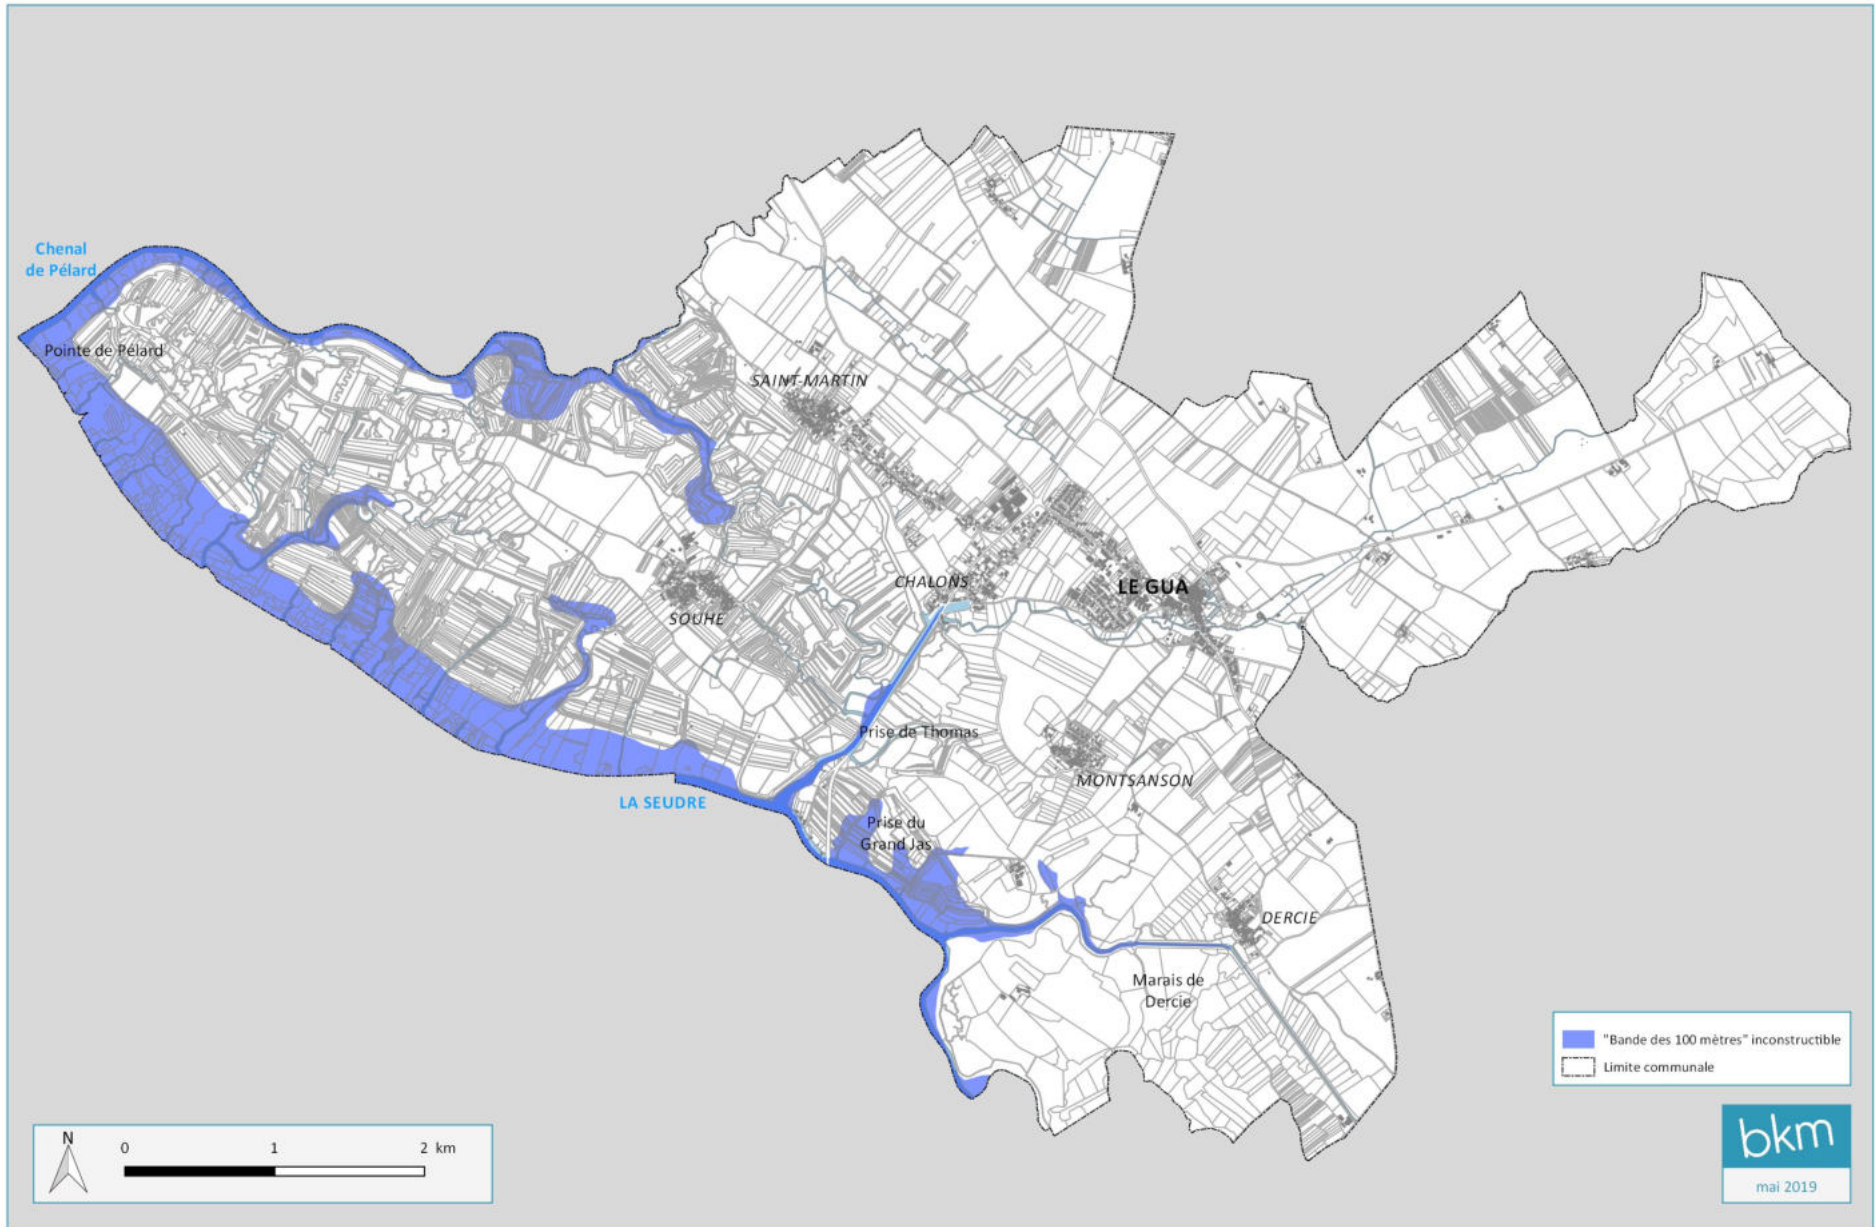 Chenal
de Pélard
Pointe de Pélard
SAINT-MARTIN
CHALONS
LE GUA
SOUHE
Prise de Thomas
MONTSANSON
LA SEUDRE
Prise du
Grand Jas
DERCIE
Marais de
Dercie
"Bande des 100 mètres" inconstructible
Limite communale
N
0 1 2 km
bkm
mai 2019